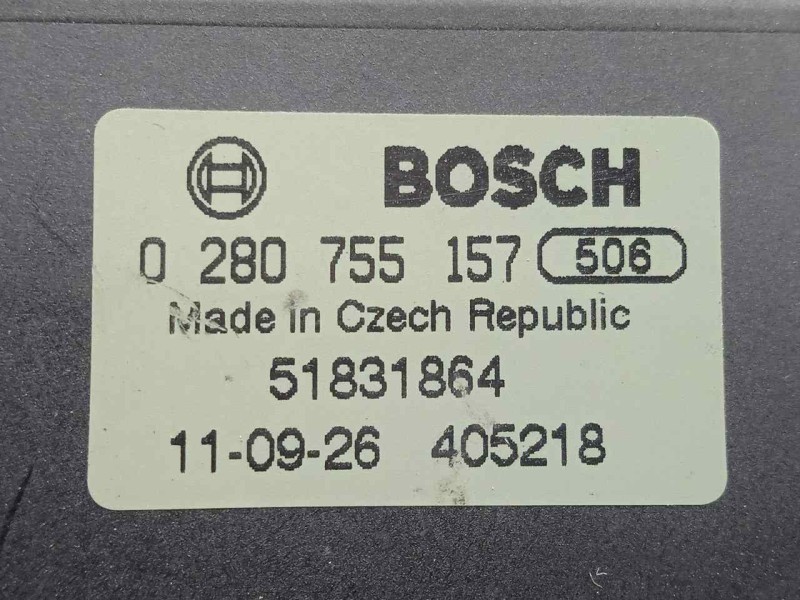 BOSCH
0 280 755 157 506
Made in Czech Republic
51831864
11-09-26 405218